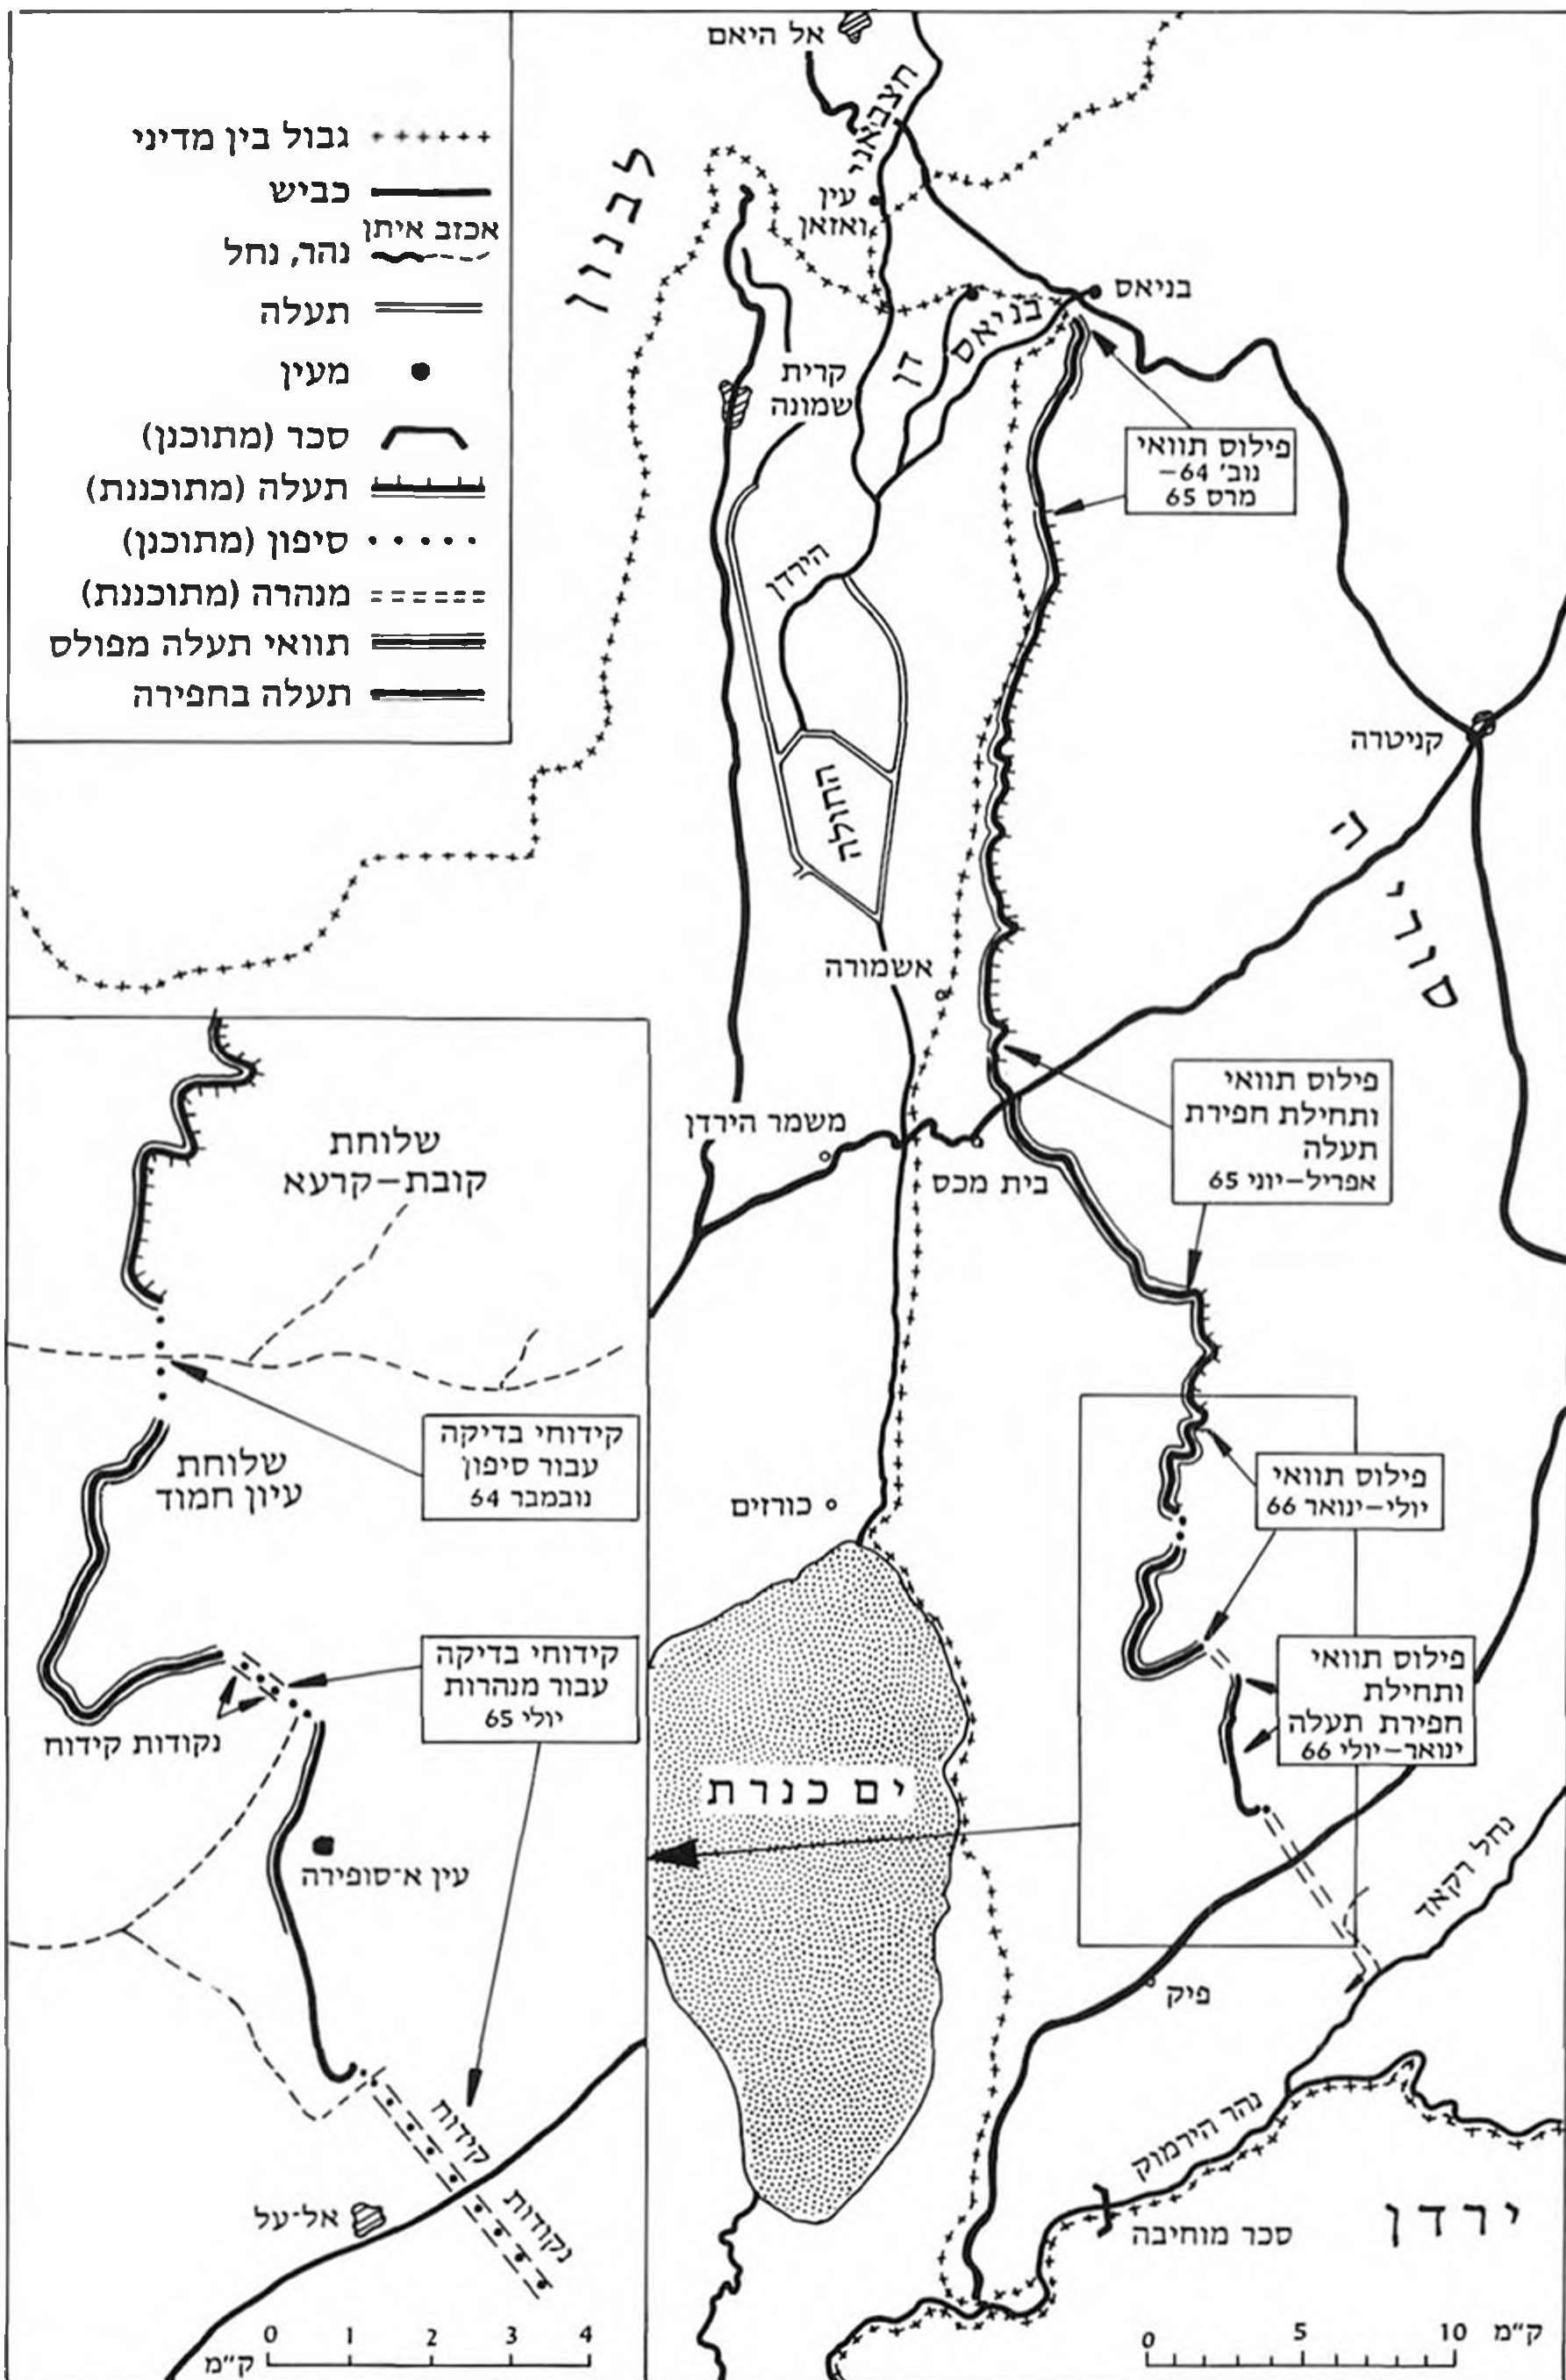 גבול בין מדיני
כביש
אכזב איתן
נהר, נחל
תעלה
מעין
סכר (מתוכנן)
תעלה (מתוכננת)
סיפון (מתוכנן)
מנהרה (מתוכננת)
תוואי תעלה מפולס
תעלה בחפירה
אל היאם
חצבאני
לבנון
עין
ואזאן
בניאס
בניאס
דן
קרית
שמונה
פילוס תוואי
נוב' 64–
מרס 65
הירדן
קניטרה
החולה
סוריה
אשמורה
פילוס תוואי
ותחילת חפירת
תעלה
אפריל–יוני 65
משמר הירדן
בית מכס
כורזים
פילוס תוואי
יולי–ינואר 66
פילוס תוואי
ותחילת
חפירת תעלה
ינואר–יולי 66
ים כנרת
נחל רקאד
פיק
נהר הירמוק
סכר מוחיבה
ירדן
0 5 10 ק"מ
שלוחת
קובת–קרעא
קידוחי בדיקה
עבור סיפון
נובמבר 64
שלוחת
עיון חמוד
קידוחי בדיקה
עבור מנהרות
יולי 65
נקודות קידוח
עין א־סופירה
קידוח
נקודות
אל־על
0 1 2 3 4
ק"מ